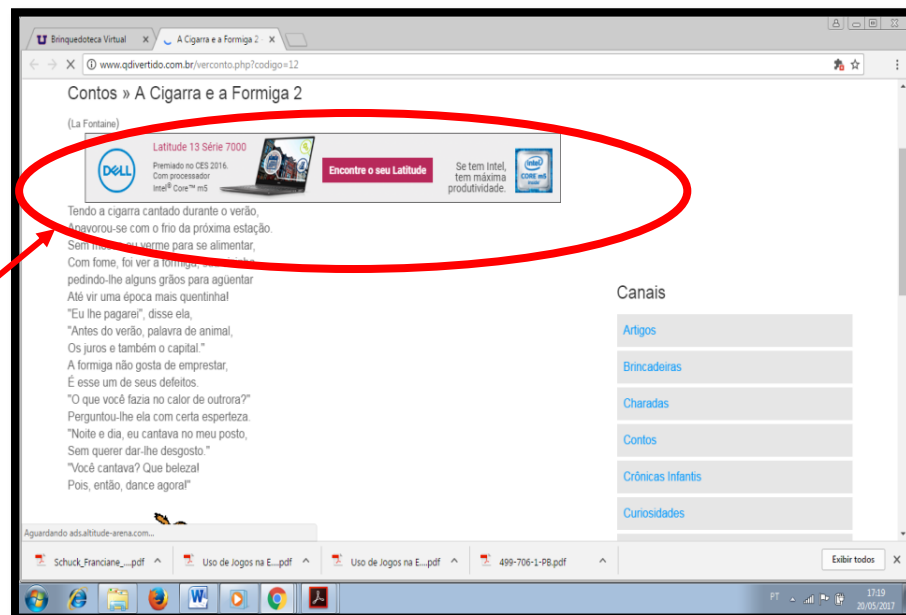 Brinquedoteca Virtual
A Cigarra e a Formiga 2
www.qdivertido.com.br/verconto.php?codigo=12
Contos » A Cigarra e a Formiga 2
(La Fontaine)
DELL
Latitude 13 Série 7000
Premiado no CES 2016.
Com processador
Intel® Core™ m5
Encontre o seu Latitude
Se tem Intel,
tem máxima
produtividade.
intel
CORE m5
Tendo a cigarra cantado durante o verão,
Apavorou-se com o frio da próxima estação.
Sem verme para se alimentar,
Com fome, foi ver a formiga,
pedindo-lhe alguns grãos para agüentar
Até vir uma época mais quentinha!
"Eu lhe pagarei", disse ela,
"Antes do verão, palavra de animal,
Os juros e também o capital."
A formiga não gosta de emprestar,
É esse um de seus defeitos.
"O que você fazia no calor de outrora?"
Perguntou-lhe ela com certa esperteza.
"Noite e dia, eu cantava no meu posto,
Sem querer dar-lhe desgosto."
"Você cantava? Que beleza!
Pois, então, dance agora!"
Canais
Artigos
Brincadeiras
Charadas
Contos
Crônicas Infantis
Curiosidades
Aguardando ads.altitude-arena.com...
Schuck_Franciane_....pdf
Uso de Jogos na E....pdf
Uso de Jogos na E....pdf
499-706-1-PB.pdf
Exibir todos
PT
17:19
20/05/2017